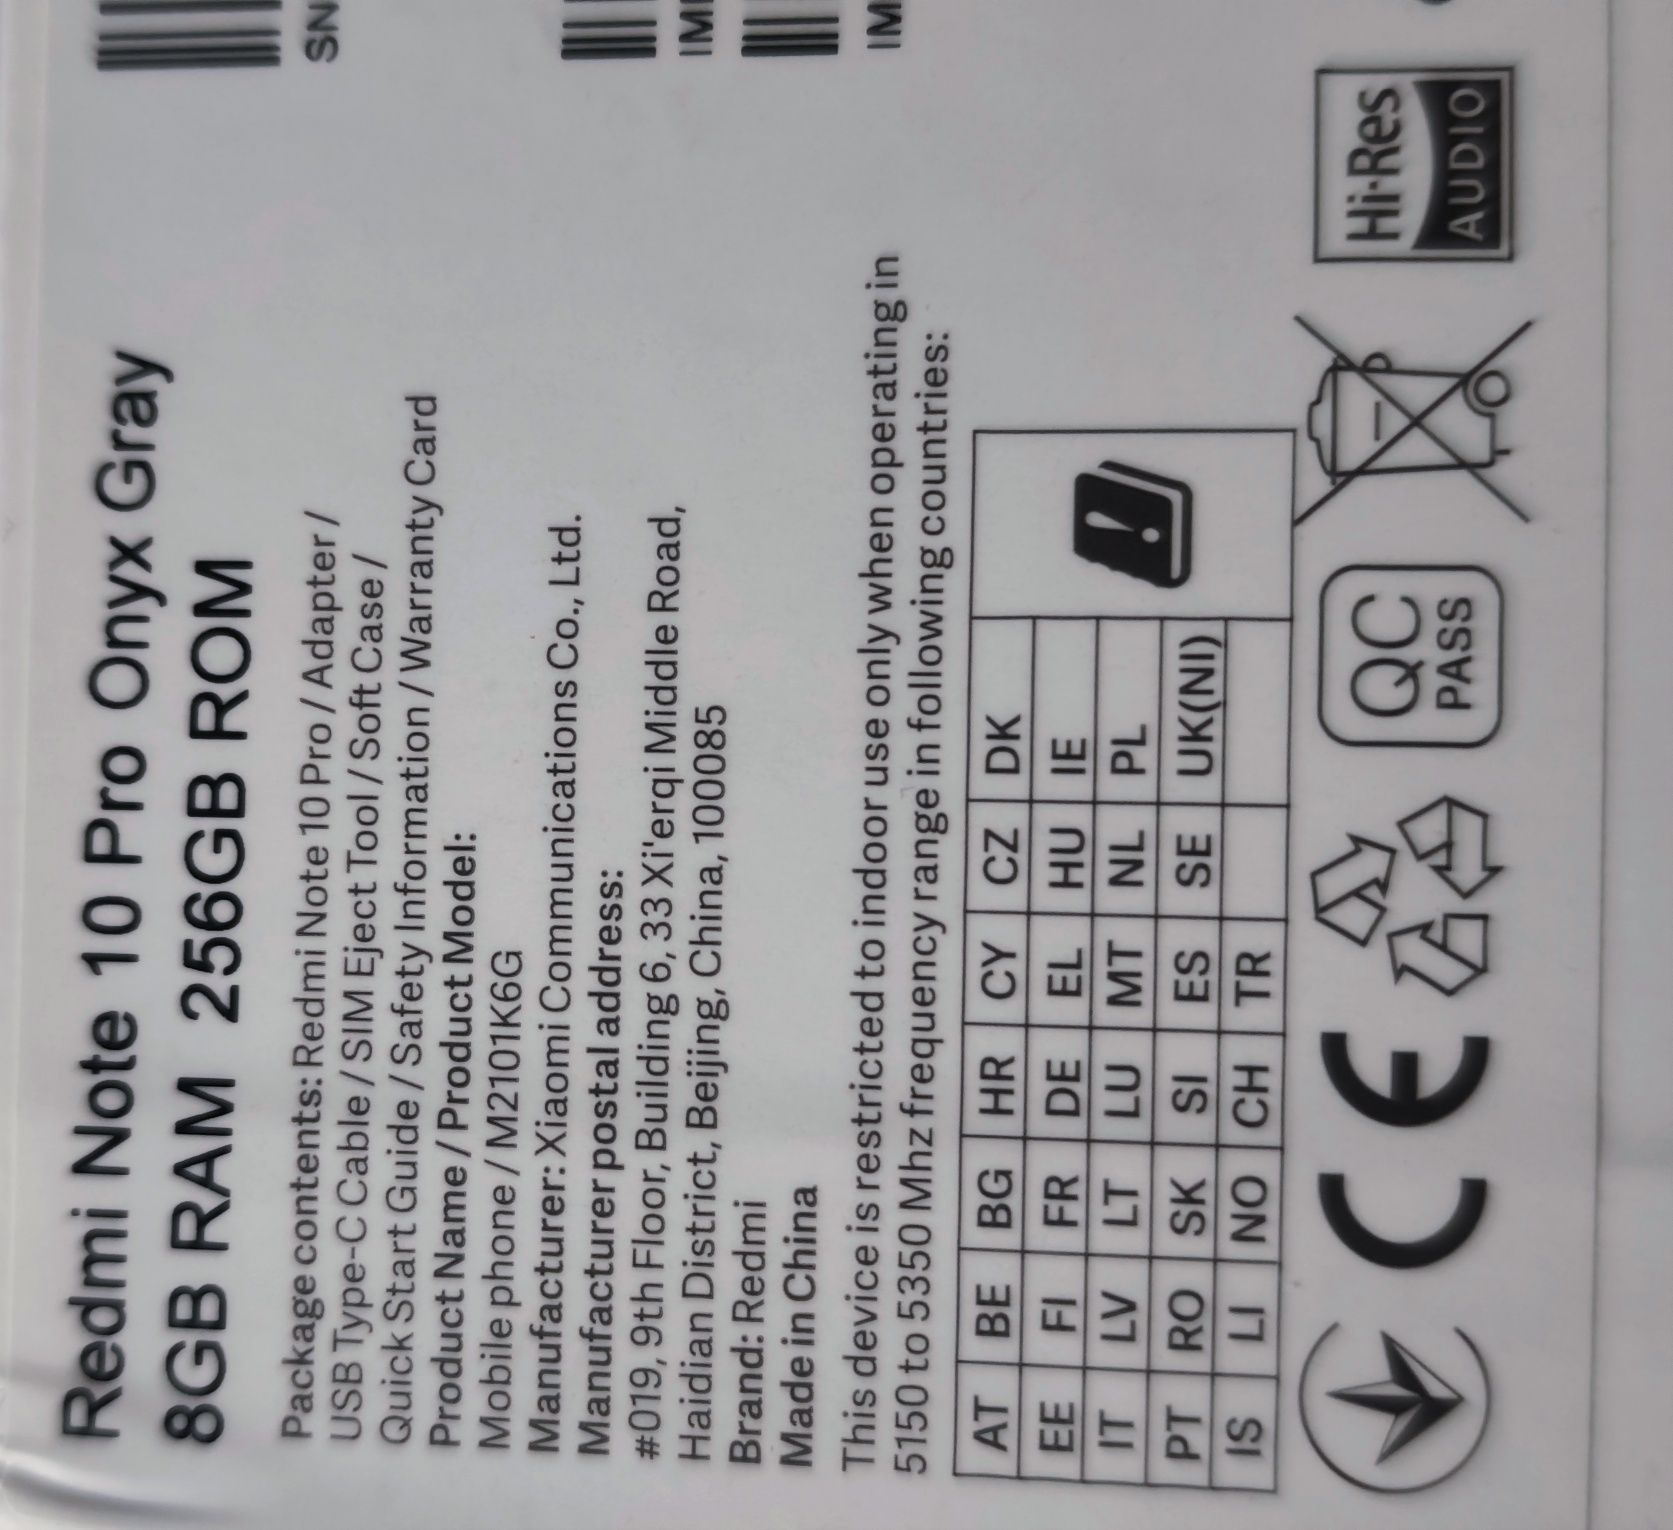 Redmi Note 10 Pro Onyx Gray
8GB RAM 256GB ROM
SN
Package contents: Redmi Note 10 Pro / Adapter /
USB Type-C Cable / SIM Eject Tool / Soft Case /
Quick Start Guide / Safety Information / Warranty Card
Product Name / Product Model:
Mobile phone / M2101K6G
Manufacturer: Xiaomi Communications Co., Ltd.
Manufacturer postal address:
#019, 9th Floor, Building 6, 33 Xi'erqi Middle Road,
Haidian District, Beijing, China, 100085
Brand: Redmi
Made in China
This device is restricted to indoor use only when operating in
5150 to 5350 Mhz frequency range in following countries:
AT BE BG HR CY CZ DK
EE FI FR DE EL HU IE
IT LV LT LU MT NL PL
PT RO SK SI ES SE UK(NI)
IS LI NO CH TR
CE
QC
PASS
Hi-Res
AUDIO